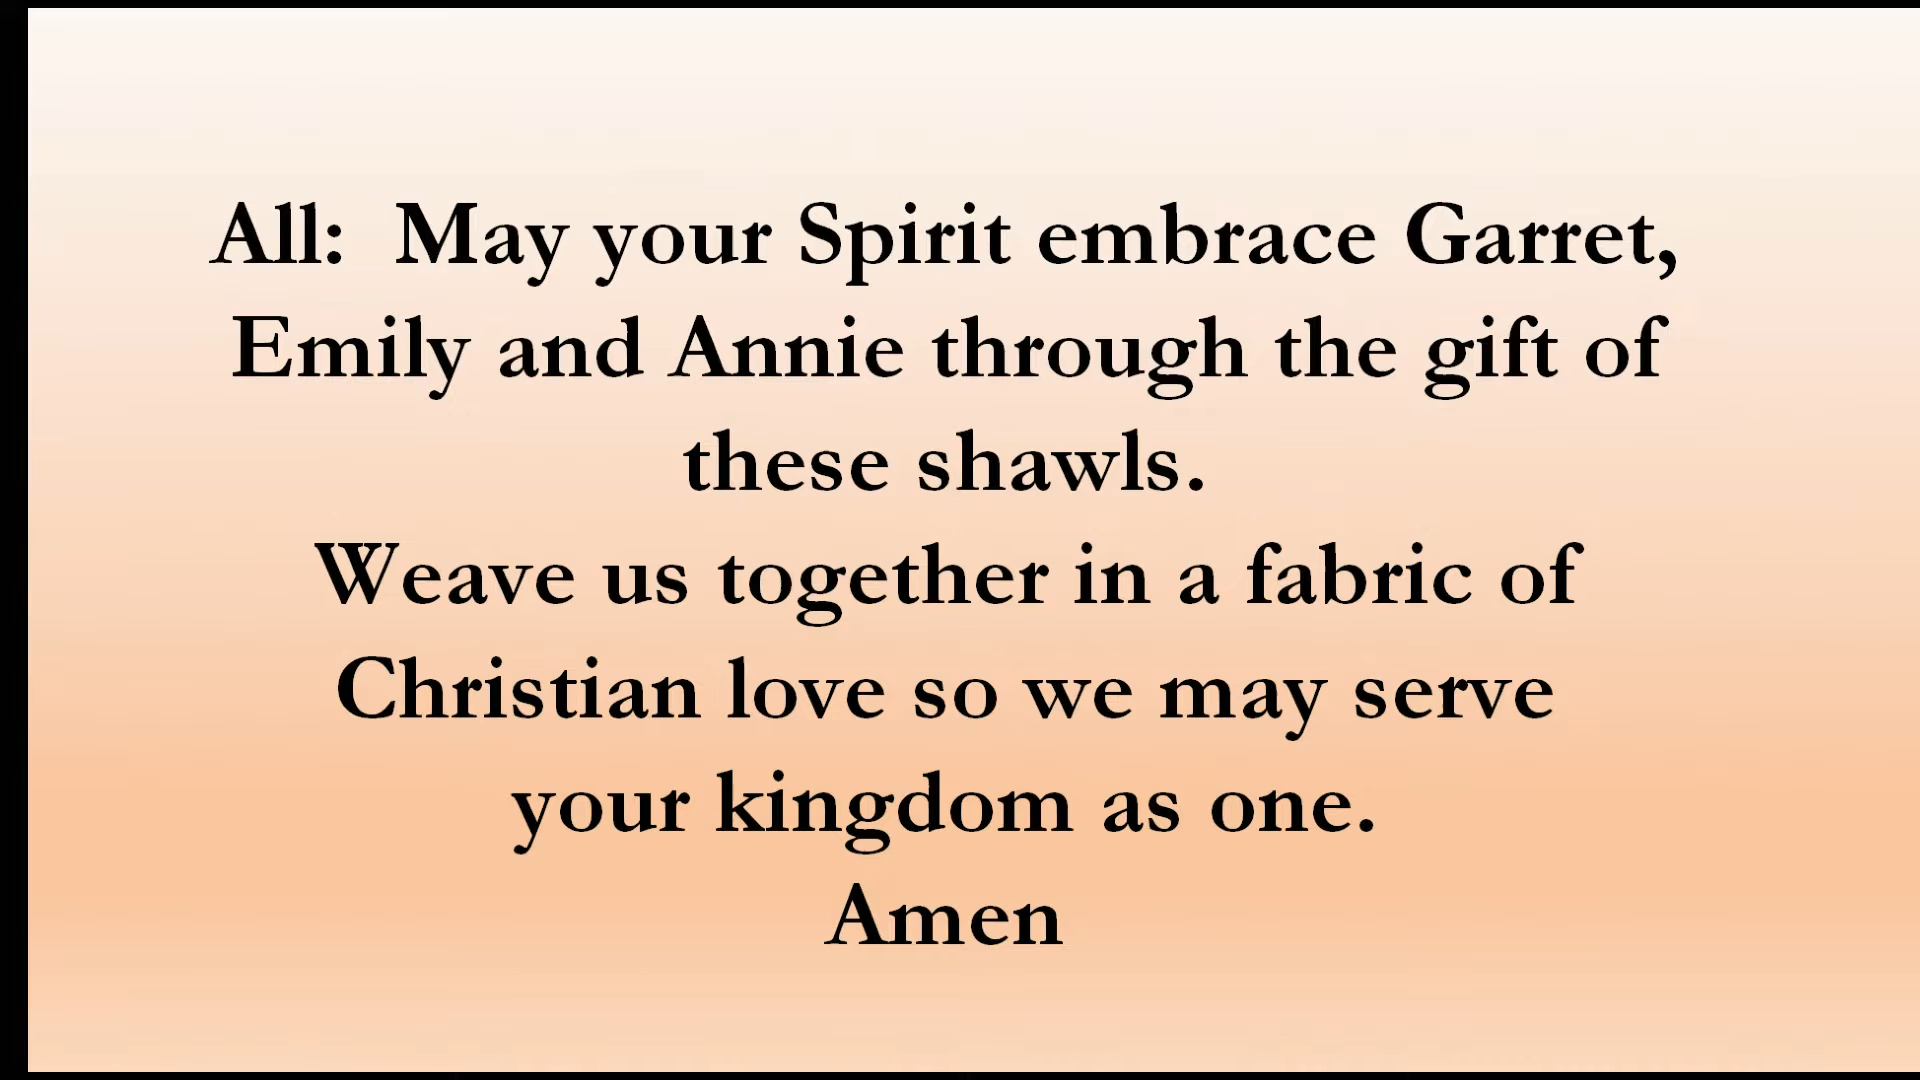 All:  May your Spirit embrace Garret,
Emily and Annie through the gift of
these shawls.
Weave us together in a fabric of
Christian love so we may serve
your kingdom as one.
Amen